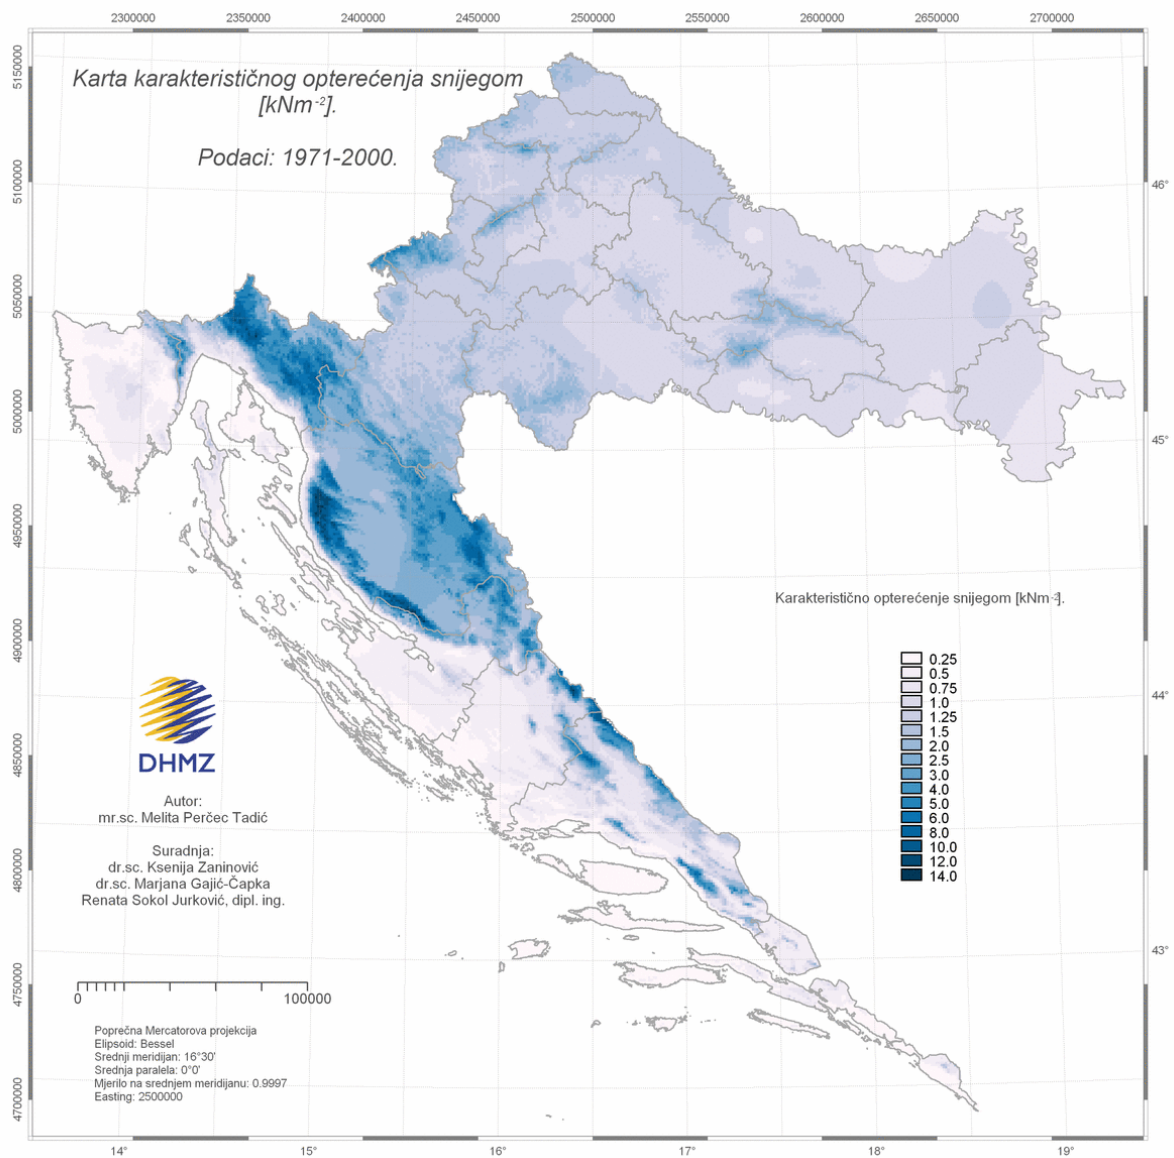 2300000 2350000 2400000 2450000 2500000 2550000 2600000 2650000 2700000
Karta karakterističnog opterećenja snijegom
[kNm-2].
Podaci: 1971-2000.
5150000
5100000
5050000
5000000
4950000
4900000
4850000
4800000
4750000
4700000
46°
45°
44°
43°
Karakteristično opterećenje snijegom [kNm-2].
0.25
0.5
0.75
1.0
1.25
1.5
2.0
2.5
3.0
4.0
5.0
6.0
8.0
10.0
12.0
14.0
DHMZ
Autor:
mr.sc. Melita Perčec Tadić
Suradnja:
dr.sc. Ksenija Zaninović
dr.sc. Marjana Gajić-Čapka
Renata Sokol Jurković, dipl. ing.
0 100000
Poprečna Mercatorova projekcija
Elipsoid: Bessel
Srednji meridijan: 16°30'
Srednja paralela: 0°0'
Mjerilo na srednjem meridijanu: 0.9997
Easting: 2500000
14° 15° 16° 17° 18° 19°